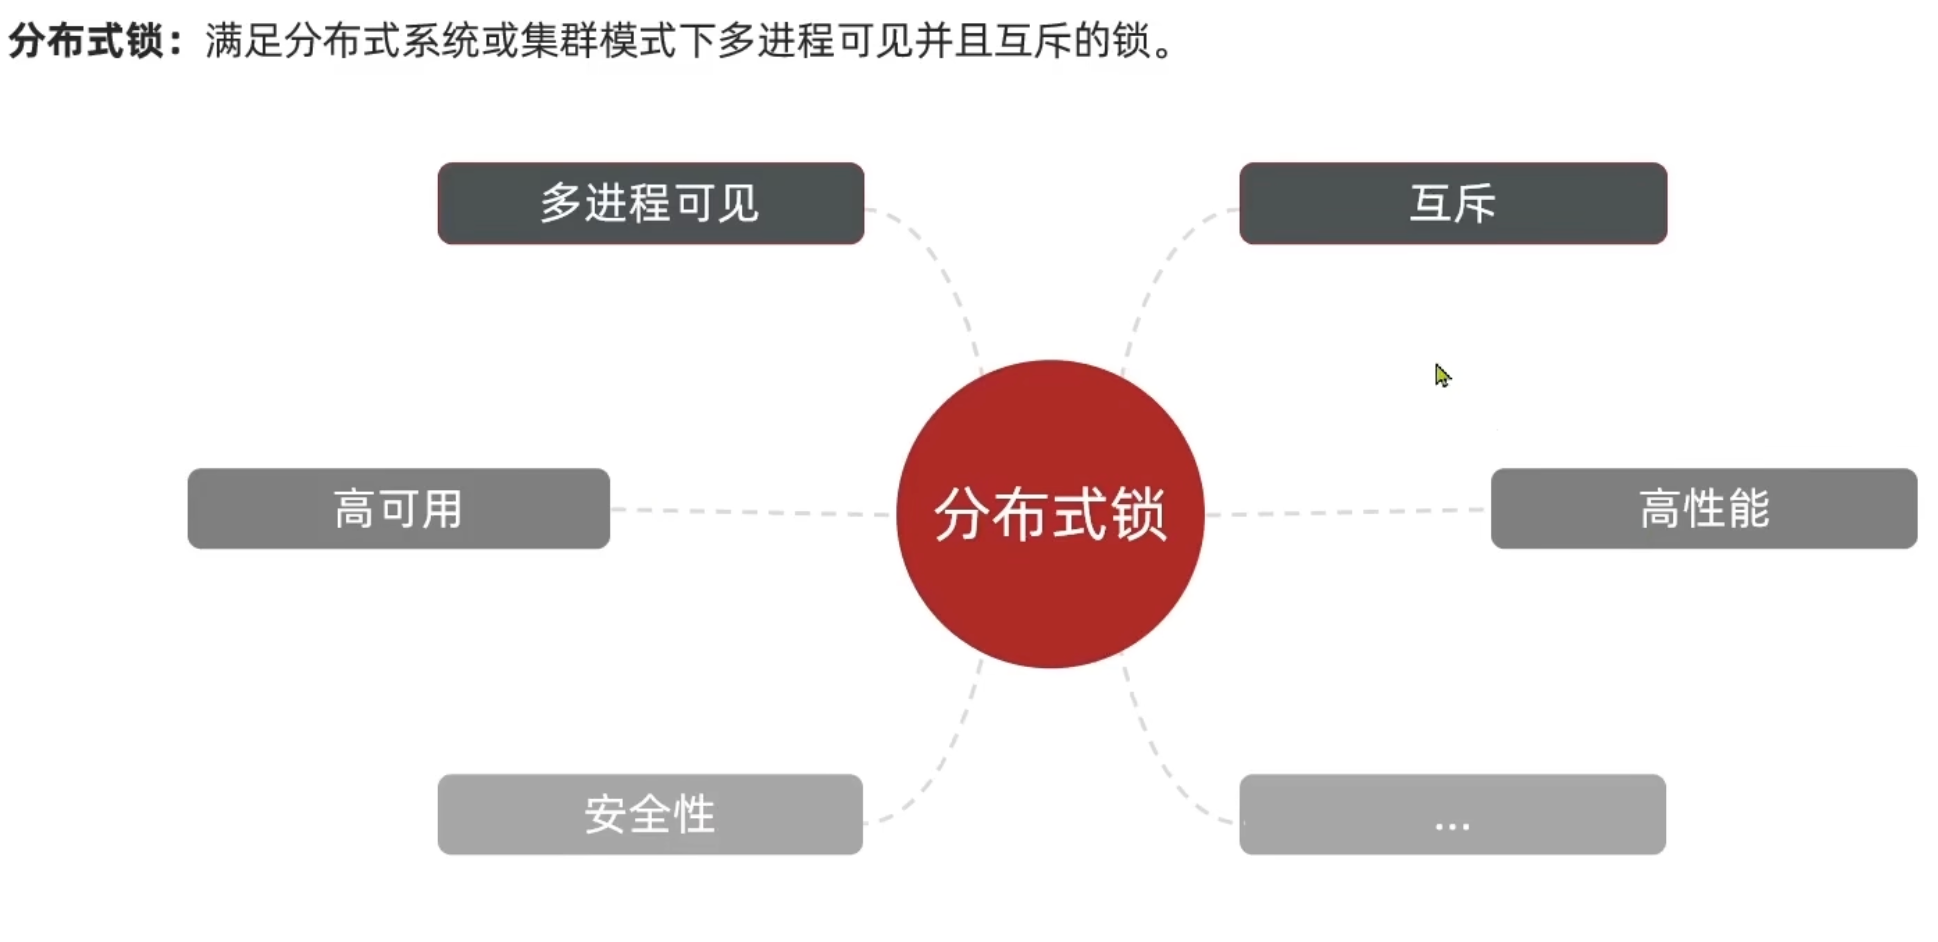 分布式锁：满足分布式系统或集群模式下多进程可见并且互斥的锁。
多进程可见
互斥
高可用
分布式锁
高性能
安全性
...